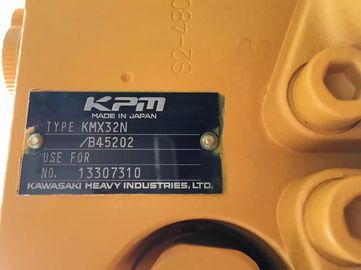 KPM
MADE IN JAPAN
TYPE KMX32N
/B45202
USE FOR
NO. 13307310
KAWASAKI HEAVY INDUSTRIES, LTD.
S2-480